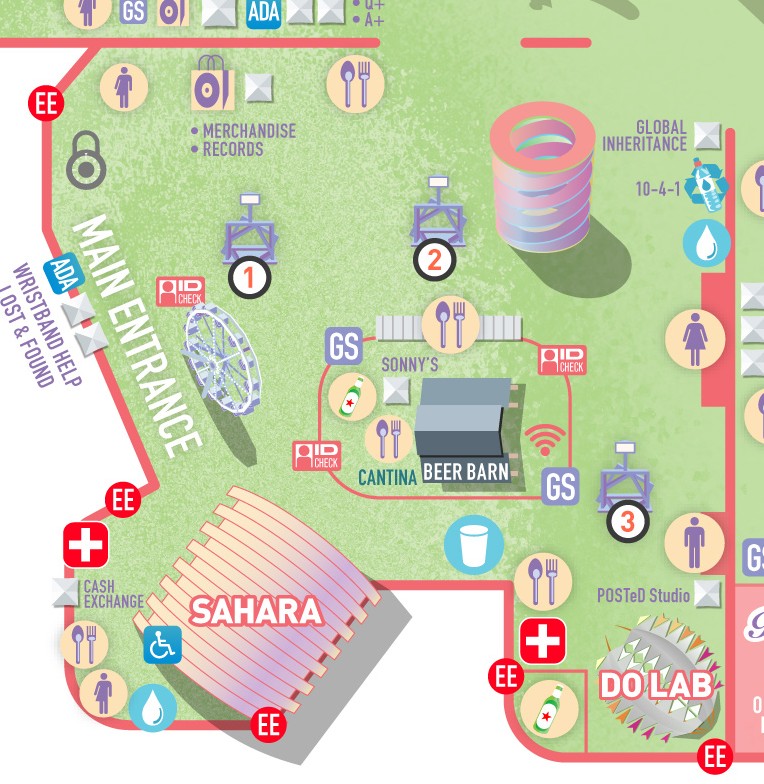 GS
ADA
• Q+
• A+
EE
• MERCHANDISE
• RECORDS
GLOBAL
INHERITANCE
10-4-1
1
2
MAIN ENTRANCE
ADA
WRISTBAND HELP
LOST & FOUND
ID
CHECK
GS
SONNY'S
ID
CHECK
ID
CHECK
CANTINA
BEER BARN
GS
3
EE
GS
CASH
EXCHANGE
SAHARA
POSTeD Studio
EE
DO LAB
EE
EE